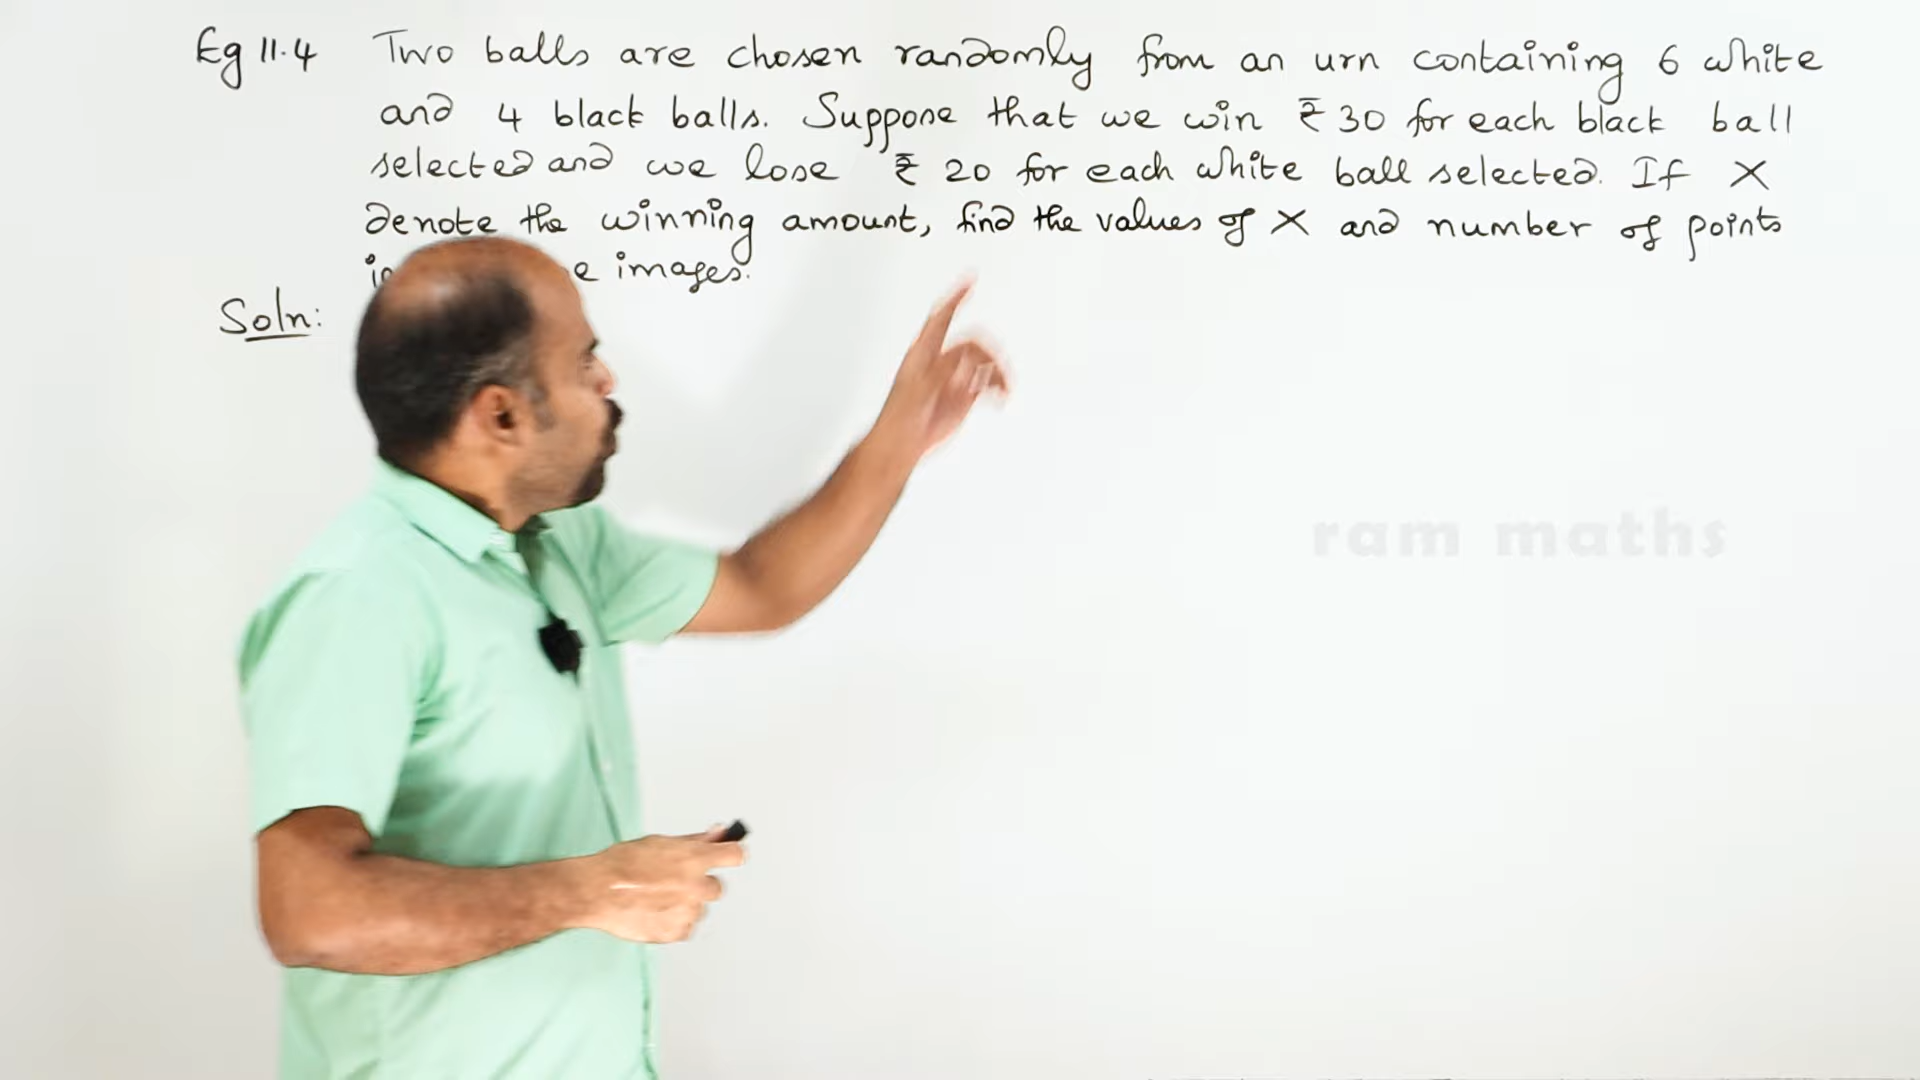 Eg 11.4 Two balls are chosen randomly from an urn containing 6 white
and 4 black balls. Suppose that we win ₹ 30 for each black ball
selected and we lose ₹ 20 for each white ball selected. If X
denote the winning amount, find the values of X and number of points
images.
Soln:
ram maths